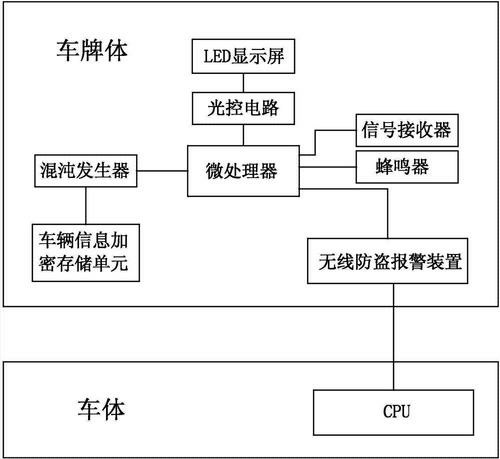 车牌体
LED显示屏
光控电路
信号接收器
混沌发生器
微处理器
蜂鸣器
车辆信息加
密存储单元
无线防盗报警装置
车体
CPU